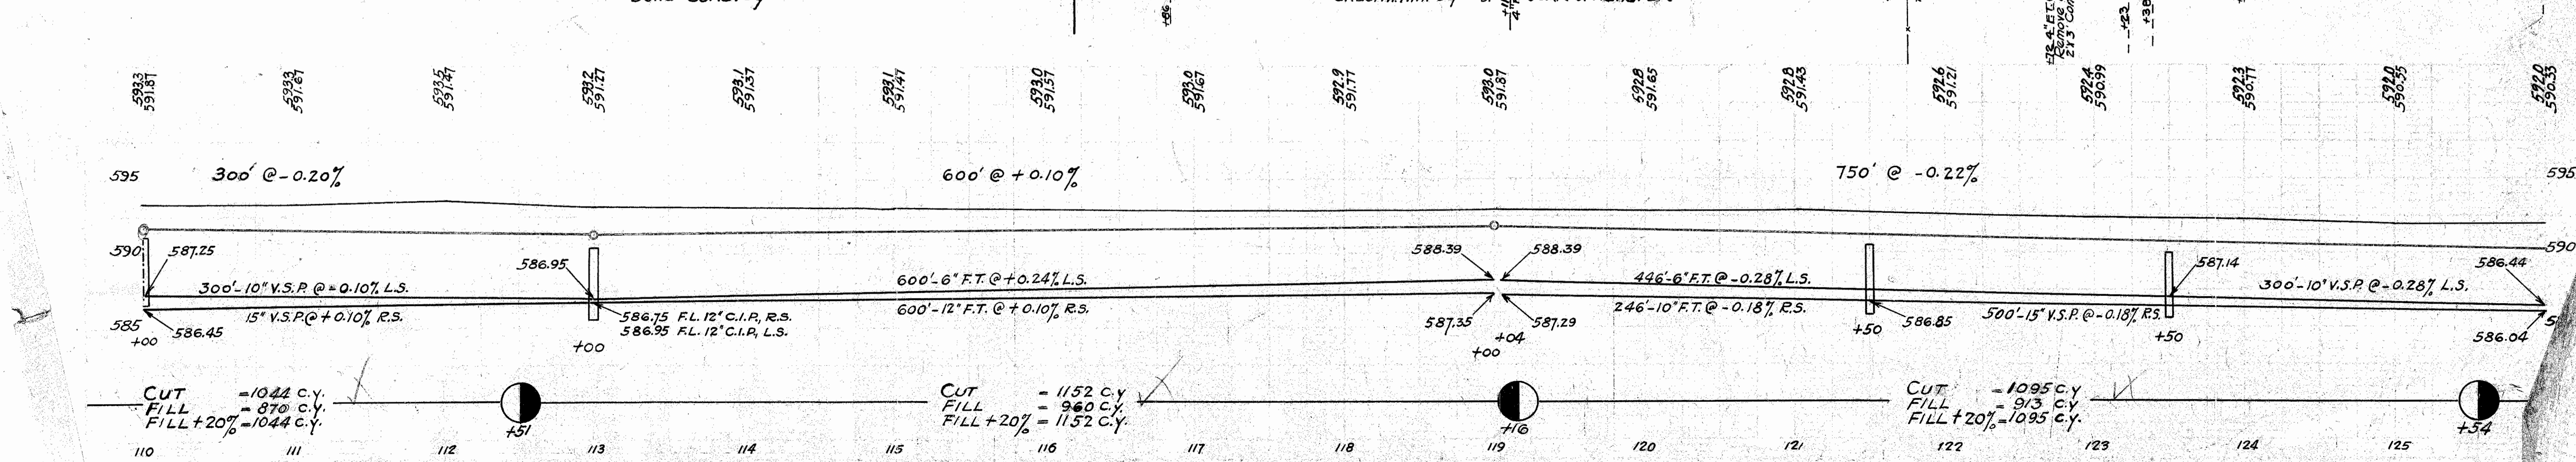 +86
+23
+38
593.3 591.87
593.3 591.67
593.5 591.47
593.2 591.27
593.1 591.37
593.1 591.47
593.0 591.57
593.0 591.67
592.9 591.77
593.0 591.87
592.8 591.65
592.8 591.43
592.6 591.21
592.4 590.99
592.3 590.77
592.0 590.55
592.0 590.33
595 300' @ -0.20% 600' @ +0.10% 750' @ -0.22% 595
590 587.25 586.95 588.39 588.39 587.14 586.44 590
300'-10" V.S.P. @ -0.10% L.S. 600'-6" F.T. @ +0.24% L.S. 446'-6" F.T. @ -0.28% L.S. 300'-10" V.S.P. @ -0.28% L.S.
15" V.S.P. @ +0.10% R.S. 600'-12" F.T. @ +0.10% R.S. 246'-10" F.T. @ -0.18% R.S. 500'-15" V.S.P. @ -0.18% R.S.
585 586.45 586.75 F.L. 12" C.I.P., R.S. 587.35 587.29 586.85 586.04
586.95 F.L. 12" C.I.P., L.S.
+00 +00 +00 +04 +50 +50
CUT = 1044 C.Y. CUT = 1152 C.Y. CUT = 1095 C.Y.
FILL = 870 C.Y. FILL = 960 C.Y. FILL = 913 C.Y.
FILL+20% = 1044 C.Y. FILL+20% = 1152 C.Y. FILL+20% = 1095 C.Y.
+51 +16 +54
110 111 112 113 114 115 116 117 118 119 120 121 122 123 124 125